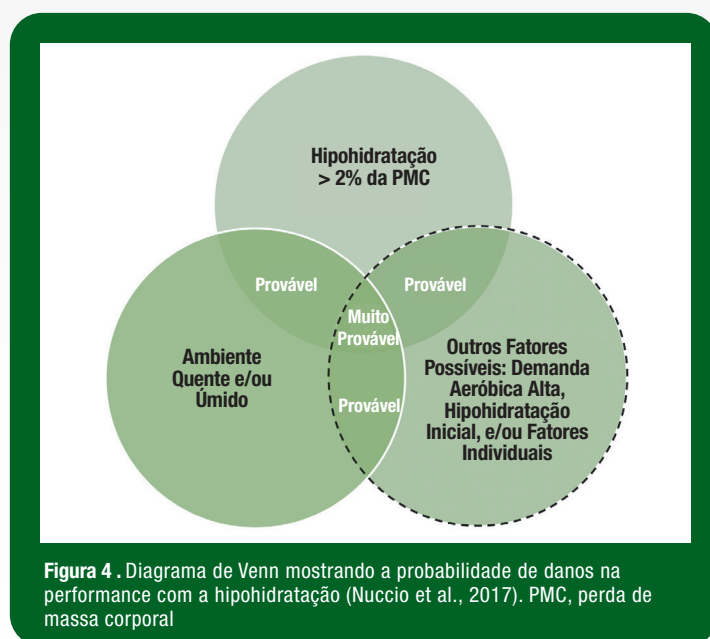 Hipohidratação
> 2% da PMC
Provável
Provável
Muito
Provável
Ambiente
Quente e/ou
Úmido
Outros Fatores
Possíveis: Demanda
Aeróbica Alta,
Hipohidratação
Inicial, e/ou Fatores
Individuais
Provável
Figura 4 . Diagrama de Venn mostrando a probabilidade de danos na
performance com a hipohidratação (Nuccio et al., 2017). PMC, perda de
massa corporal